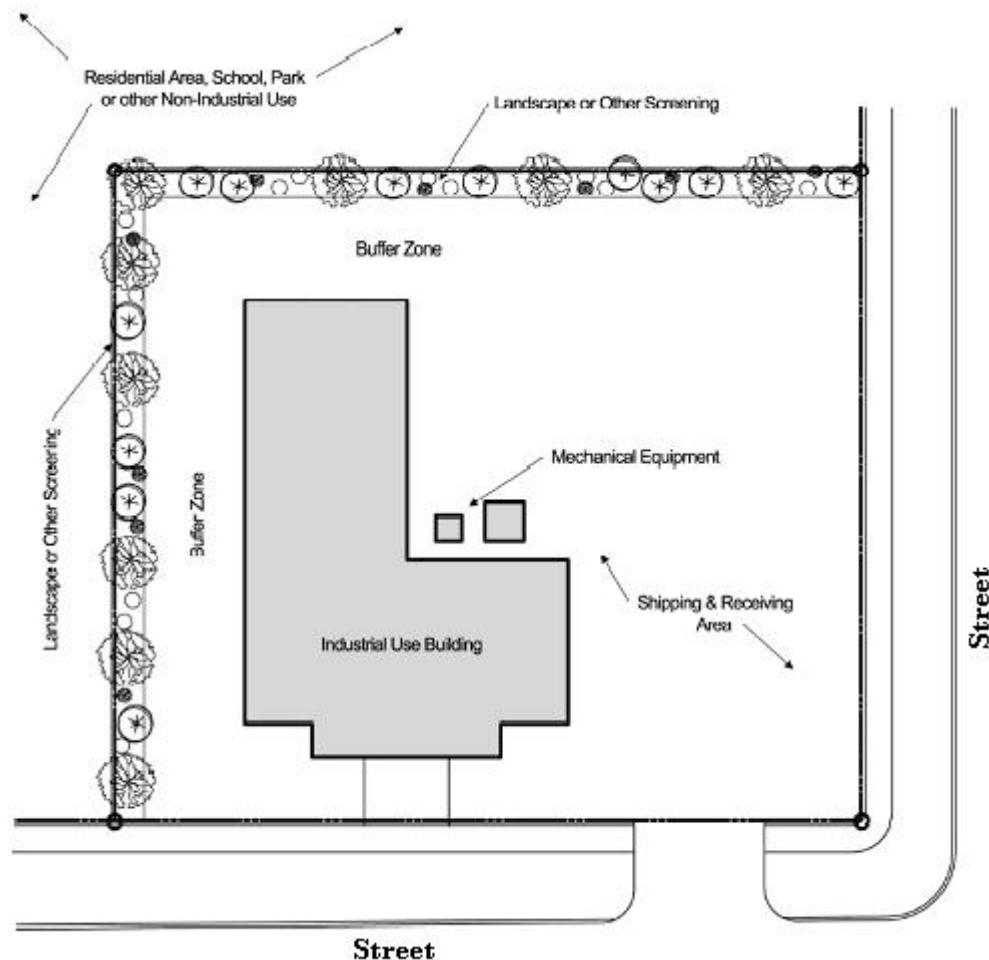 Residential Area, School, Park
or other Non-Industrial Use
Landscape or Other Screening
Buffer Zone
Landscape or Other Screening
Buffer Zone
Mechanical Equipment
Shipping & Receiving
Area
Industrial Use Building
Street
Street